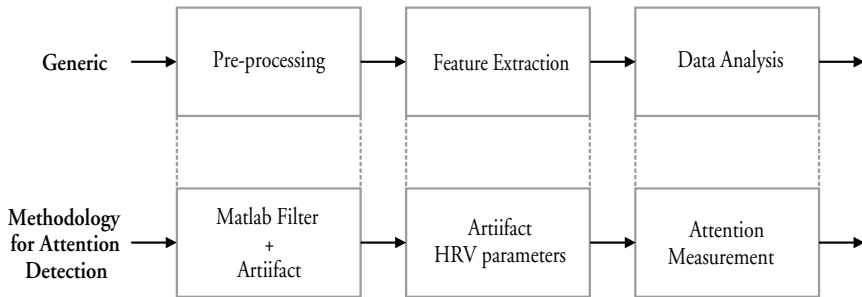 Generic
Pre-processing
Feature Extraction
Data Analysis
Methodology
for Attention
Detection
Matlab Filter
+
Artiifact
Artiifact
HRV parameters
Attention
Measurement